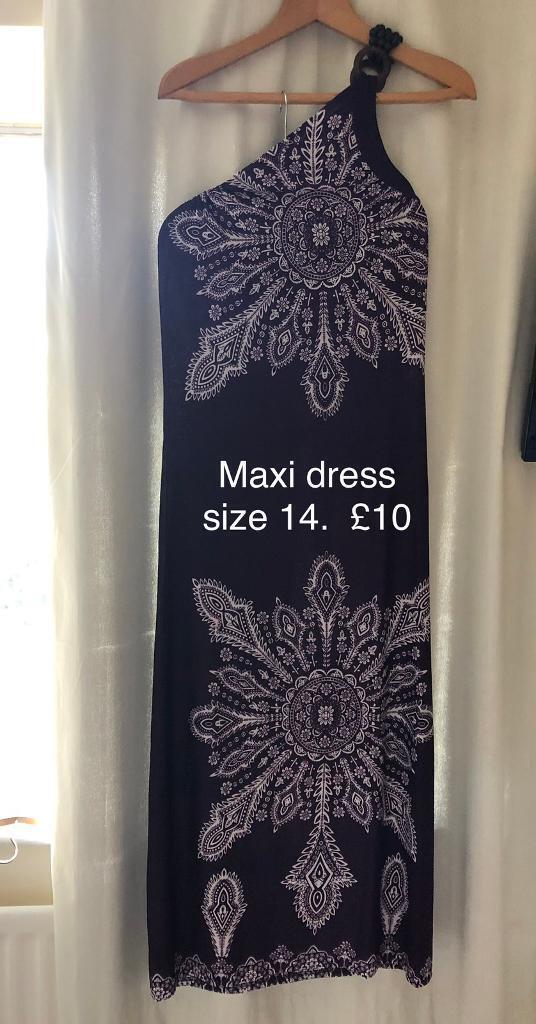 Maxi dress
size 14.  £10